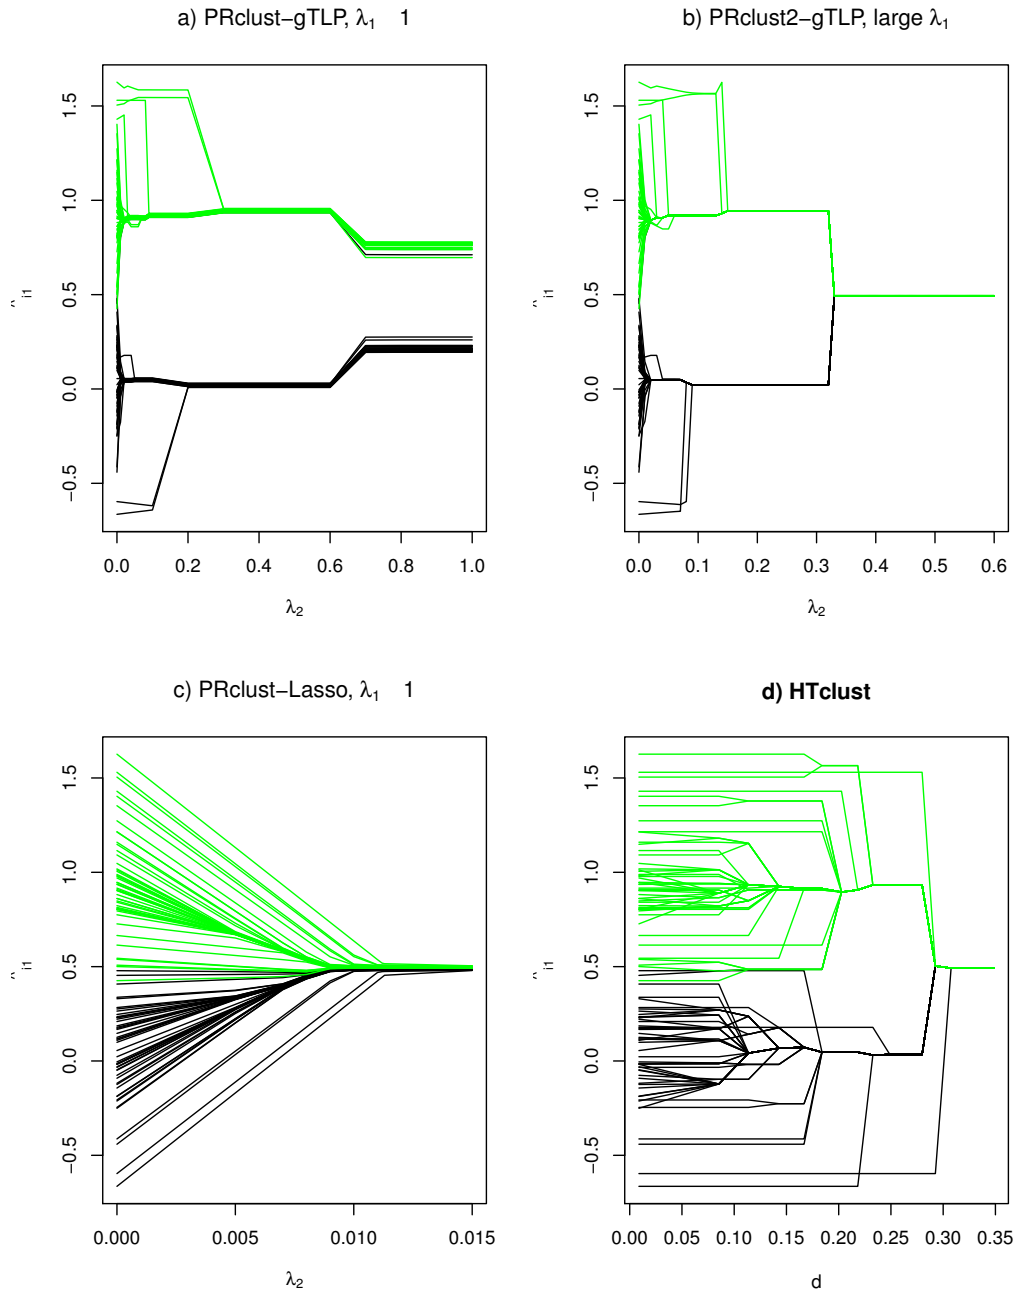 a) PRclust−gTLP, λ1 1
b) PRclust2−gTLP, large λ1
1.5
1.0
0.5
0.0
−0.5
^ i1
0.0 0.2 0.4 0.6 0.8 1.0
λ2
1.5
1.0
0.5
0.0
−0.5
^ i1
0.0 0.1 0.2 0.3 0.4 0.5 0.6
λ2
c) PRclust−Lasso, λ1 1
d) HTclust
1.5
1.0
0.5
0.0
−0.5
^ i1
0.000 0.005 0.010 0.015
λ2
1.5
1.0
0.5
0.0
−0.5
^ i1
0.00 0.05 0.10 0.15 0.20 0.25 0.30 0.35
d